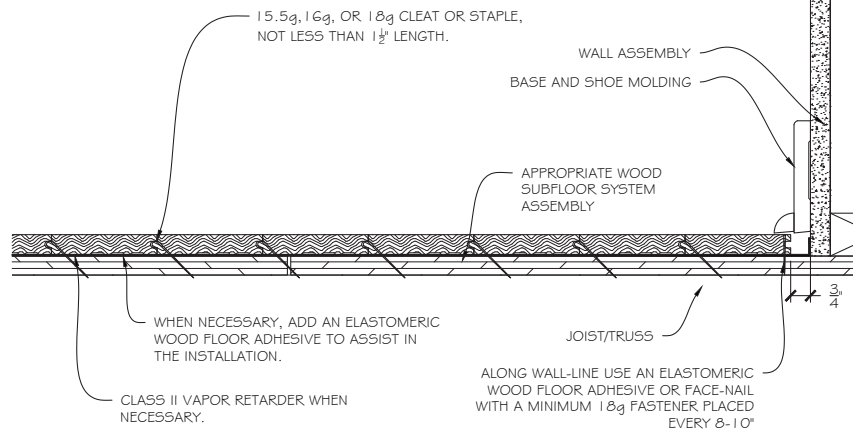 15.5g, 16g, OR 18g CLEAT OR STAPLE,
NOT LESS THAN 1 1/2" LENGTH.
WALL ASSEMBLY
BASE AND SHOE MOLDING
APPROPRIATE WOOD
SUBFLOOR SYSTEM
ASSEMBLY
3/4"
WHEN NECESSARY, ADD AN ELASTOMERIC
WOOD FLOOR ADHESIVE TO ASSIST IN
THE INSTALLATION.
JOIST/TRUSS
CLASS II VAPOR RETARDER WHEN
NECESSARY.
ALONG WALL-LINE USE AN ELASTOMERIC
WOOD FLOOR ADHESIVE OR FACE-NAIL
WITH A MINIMUM 18g FASTENER PLACED
EVERY 8-10"